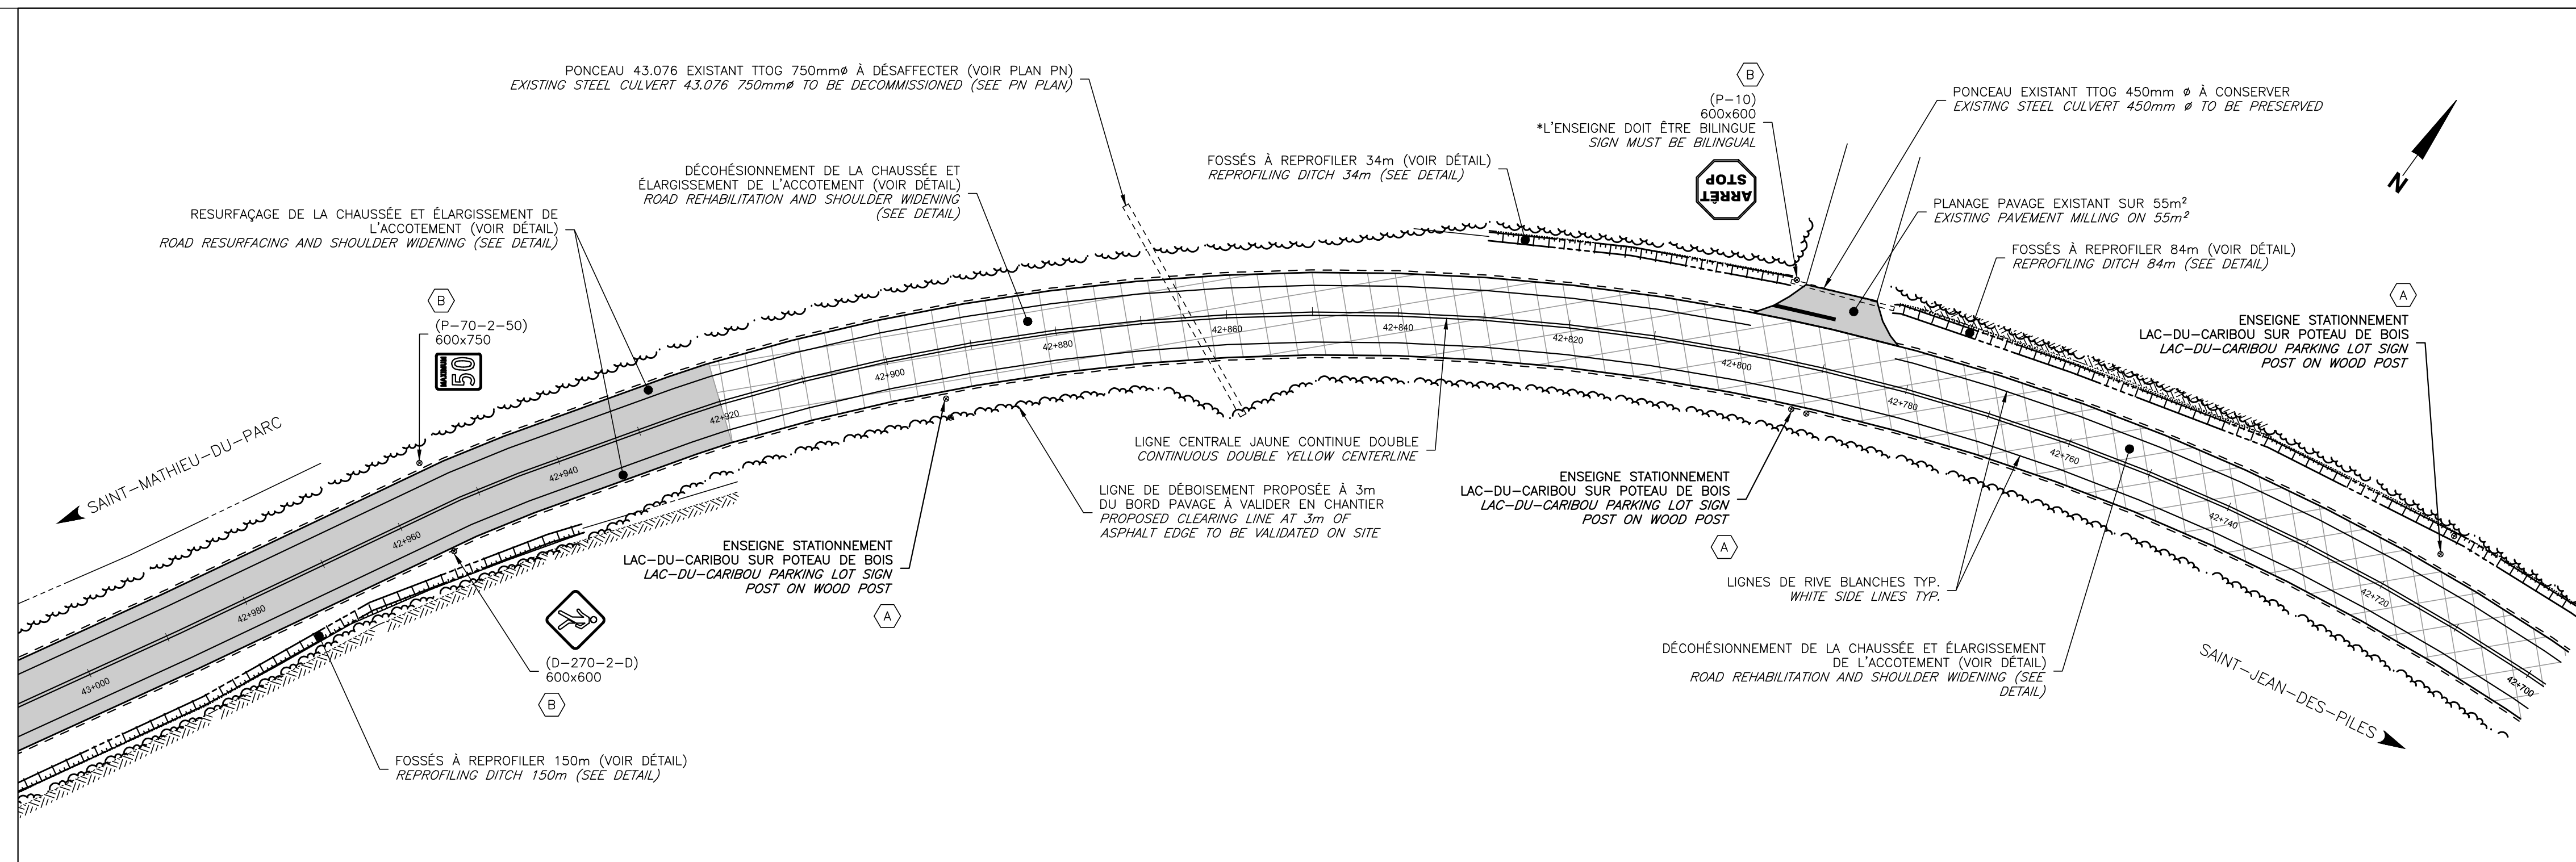 PONCEAU 43.076 EXISTANT TTOG 750mmø À DÉSAFFECTER (VOIR PLAN PN)
EXISTING STEEL CULVERT 43.076 750mmø TO BE DECOMMISSIONED (SEE PN PLAN)
B
(P-10)
600x600
*L'ENSEIGNE DOIT ÊTRE BILINGUE
SIGN MUST BE BILINGUAL
ARRÊT
STOP
PONCEAU EXISTANT TTOG 450mm ø À CONSERVER
EXISTING STEEL CULVERT 450mm ø TO BE PRESERVED
N
FOSSÉS À REPROFILER 34m (VOIR DÉTAIL)
REPROFILING DITCH 34m (SEE DETAIL)
DÉCOHÉSIONNEMENT DE LA CHAUSSÉE ET
ÉLARGISSEMENT DE L'ACCOTEMENT (VOIR DÉTAIL)
ROAD REHABILITATION AND SHOULDER WIDENING
(SEE DETAIL)
PLANAGE PAVAGE EXISTANT SUR 55m²
EXISTING PAVEMENT MILLING ON 55m²
RESURFAÇAGE DE LA CHAUSSÉE ET ÉLARGISSEMENT DE
L'ACCOTEMENT (VOIR DÉTAIL)
ROAD RESURFACING AND SHOULDER WIDENING (SEE DETAIL)
FOSSÉS À REPROFILER 84m (VOIR DÉTAIL)
REPROFILING DITCH 84m (SEE DETAIL)
B
(P-70-2-50)
600x750
MAXIMUM
50
A
ENSEIGNE STATIONNEMENT
LAC-DU-CARIBOU SUR POTEAU DE BOIS
LAC-DU-CARIBOU PARKING LOT SIGN
POST ON WOOD POST
SAINT-MATHIEU-DU-PARC
43+000
42+980
42+960
42+940
42+920
42+900
42+880
42+860
42+840
42+820
42+800
42+780
42+760
42+740
42+720
42+700
LIGNE CENTRALE JAUNE CONTINUE DOUBLE
CONTINUOUS DOUBLE YELLOW CENTERLINE
LIGNE DE DÉBOISEMENT PROPOSÉE À 3m
DU BORD PAVAGE À VALIDER EN CHANTIER
PROPOSED CLEARING LINE AT 3m OF
ASPHALT EDGE TO BE VALIDATED ON SITE
ENSEIGNE STATIONNEMENT
LAC-DU-CARIBOU SUR POTEAU DE BOIS
LAC-DU-CARIBOU PARKING LOT SIGN
POST ON WOOD POST
A
ENSEIGNE STATIONNEMENT
LAC-DU-CARIBOU SUR POTEAU DE BOIS
LAC-DU-CARIBOU PARKING LOT SIGN
POST ON WOOD POST
A
LIGNES DE RIVE BLANCHES TYP.
WHITE SIDE LINES TYP.
(D-270-2-D)
600x600
B
DÉCOHÉSIONNEMENT DE LA CHAUSSÉE ET ÉLARGISSEMENT
DE L'ACCOTEMENT (VOIR DÉTAIL)
ROAD REHABILITATION AND SHOULDER WIDENING (SEE
DETAIL)
SAINT-JEAN-DES-PILES
FOSSÉS À REPROFILER 150m (VOIR DÉTAIL)
REPROFILING DITCH 150m (SEE DETAIL)